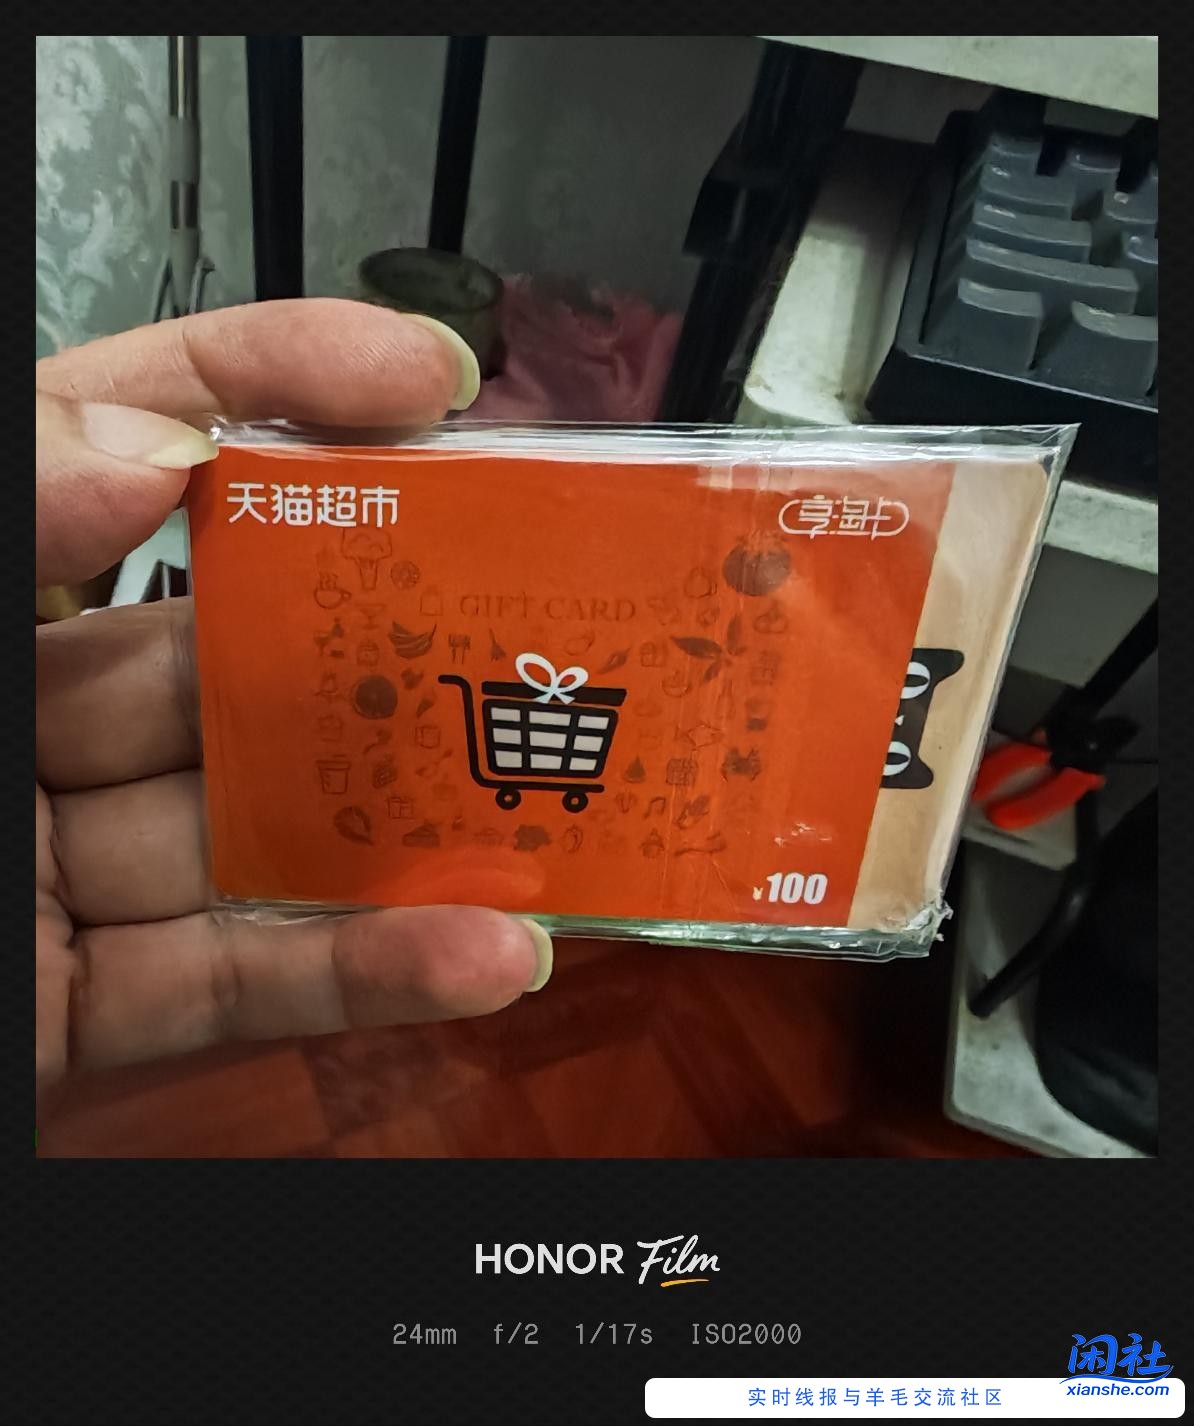 天猫超市
享淘卡
GIFT CARD
¥100
HONOR Film
24mm f/2 1/17s ISO2000
闲社
xianshe.com
实时线报与羊毛交流社区